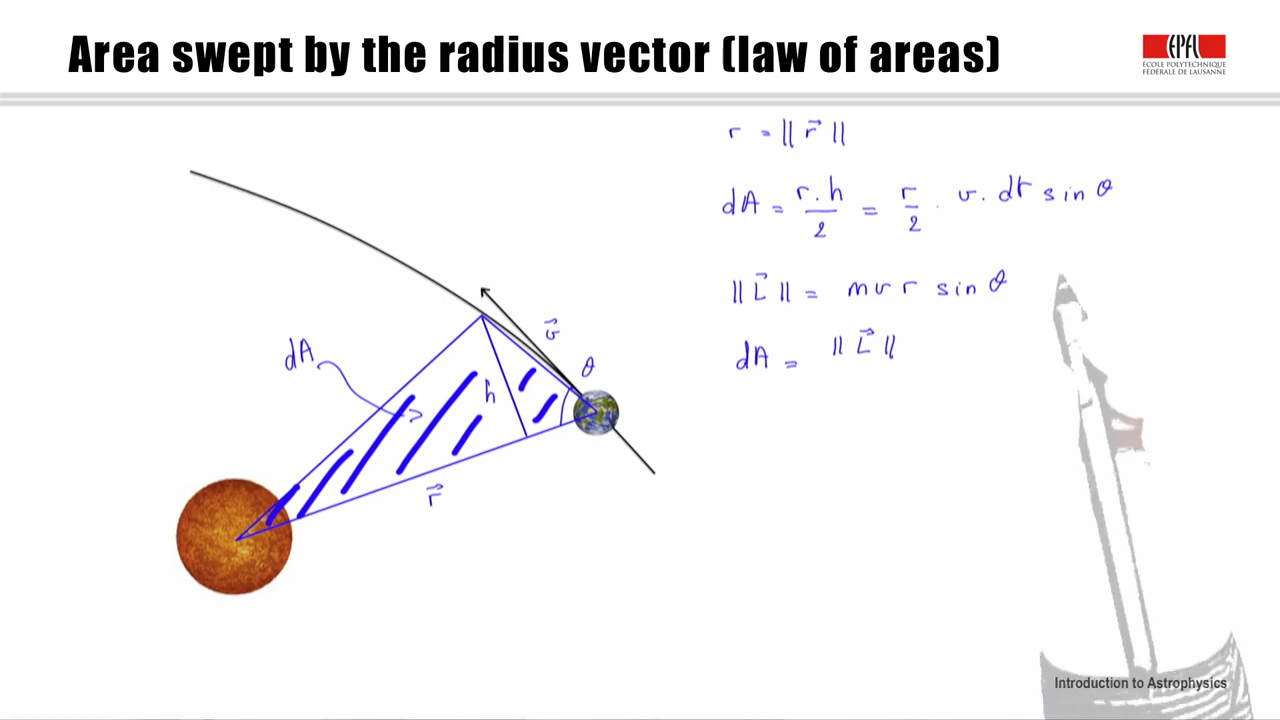 Area swept by the radius vector (law of areas)
EPFL
ÉCOLE POLYTECHNIQUE
FÉDÉRALE DE LAUSANNE
r = || r⃗ ||
dA = r.h/2 = r/2 · v.dt sin θ
|| L⃗ || = m v r sin θ
dA = || L⃗ ||
dA
h
v⃗
θ
r⃗
Introduction to Astrophysics